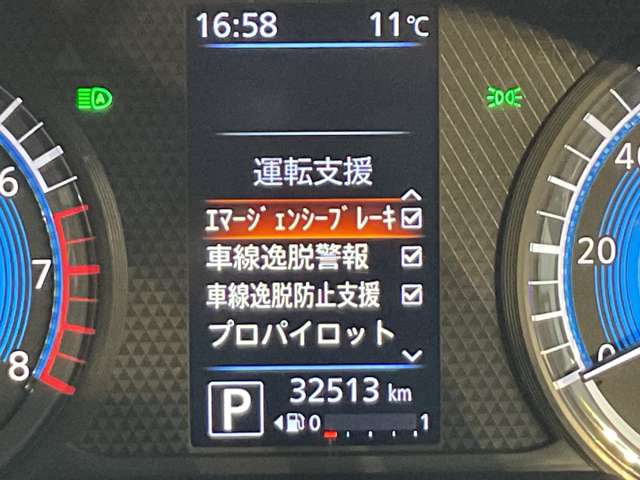 16:58 11℃
運転支援
ｴﾏｰｼﾞｪﾝｼｰﾌﾞﾚｰｷ
車線逸脱警報
車線逸脱防止支援
プロパイロット
P 32513 km
0 1
6
7
8
40
20
0
A